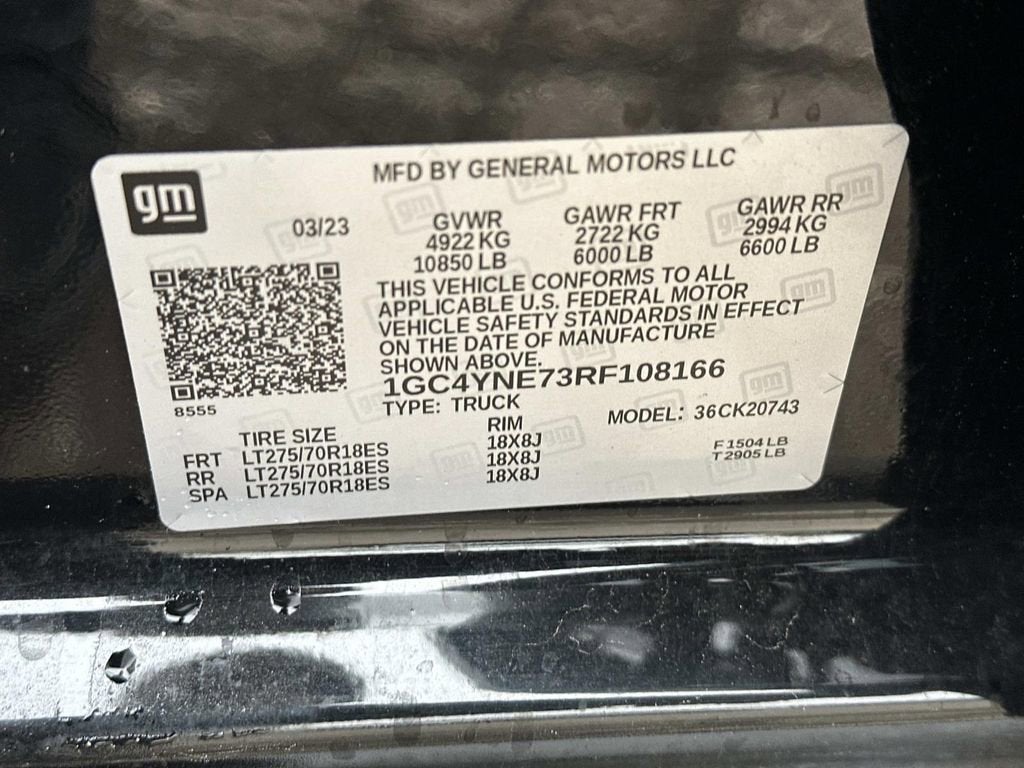 gm
MFD BY GENERAL MOTORS LLC
03/23
GVWR
4922 KG
10850 LB
GAWR FRT
2722 KG
6000 LB
GAWR RR
2994 KG
6600 LB
THIS VEHICLE CONFORMS TO ALL
APPLICABLE U.S. FEDERAL MOTOR
VEHICLE SAFETY STANDARDS IN EFFECT
ON THE DATE OF MANUFACTURE
SHOWN ABOVE.
1GC4YNE73RF108166
TYPE: TRUCK
MODEL: 36CK20743
8555
TIRE SIZE RIM
FRT LT275/70R18ES 18X8J
RR LT275/70R18ES 18X8J
SPA LT275/70R18ES 18X8J
F 1504 LB
T 2905 LB